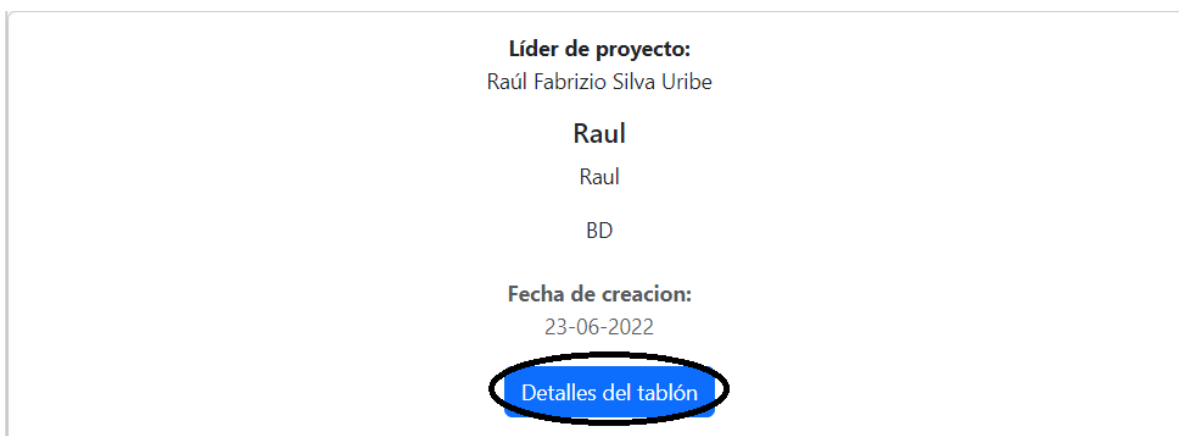 Líder de proyecto:
Raúl Fabrizio Silva Uribe
Raul
Raul
BD
Fecha de creacion:
23-06-2022
Detalles del tablón